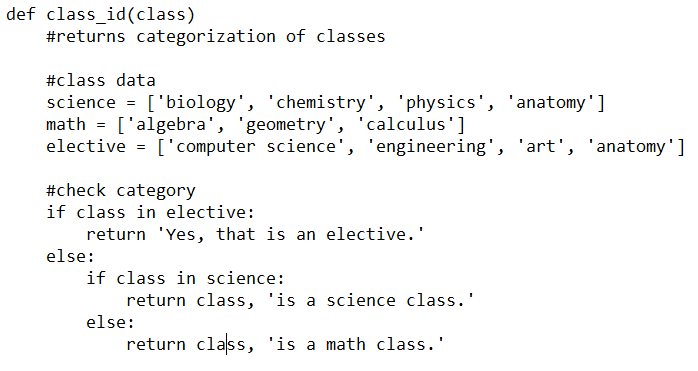 def class_id(class)
    #returns categorization of classes

    #class data
    science = ['biology', 'chemistry', 'physics', 'anatomy']
    math = ['algebra', 'geometry', 'calculus']
    elective = ['computer science', 'engineering', 'art', 'anatomy']

    #check category
    if class in elective:
        return 'Yes, that is an elective.'
    else:
        if class in science:
            return class, 'is a science class.'
        else:
            return class, 'is a math class.'